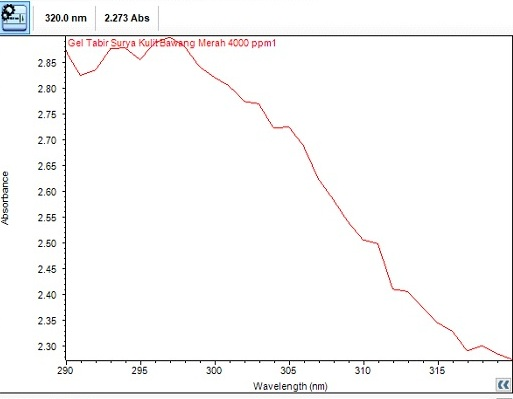 320.0 nm 2.273 Abs
Gel Tabir Surya Kulit Bawang Merah 4000 ppm1
2.85
2.80
2.75
2.70
2.65
2.60
2.55
2.50
2.45
2.40
2.35
2.30
Absorbance
290 295 300 305 310 315
Wavelength (nm)